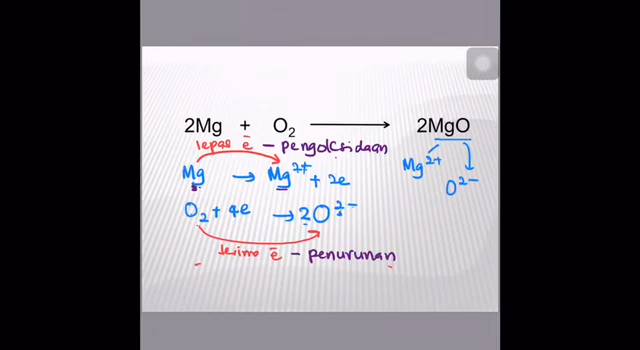 2Mg + O₂ ⟶ 2MgO
lepas ē – pengoksidaan
Mg²⁺ O²⁻
Mg → Mg²⁺ + 2e
O₂ + 4e → 2O²⁻
terima ē – penurunan